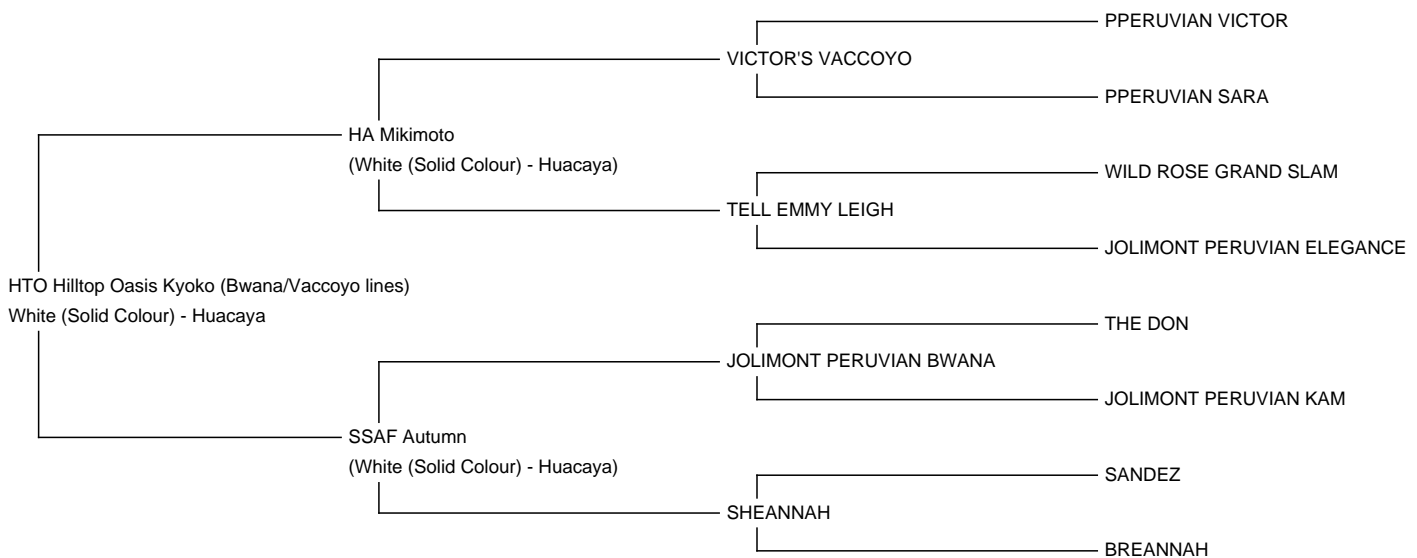 PPERUVIAN VICTOR
VICTOR'S VACCOYO
PPERUVIAN SARA
HA Mikimoto
(White (Solid Colour) - Huacaya)
WILD ROSE GRAND SLAM
TELL EMMY LEIGH
JOLIMONT PERUVIAN ELEGANCE
HTO Hilltop Oasis Kyoko (Bwana/Vaccoyo lines)
White (Solid Colour) - Huacaya
THE DON
JOLIMONT PERUVIAN BWANA
JOLIMONT PERUVIAN KAM
SSAF Autumn
(White (Solid Colour) - Huacaya)
SANDEZ
SHEANNAH
BREANNAH